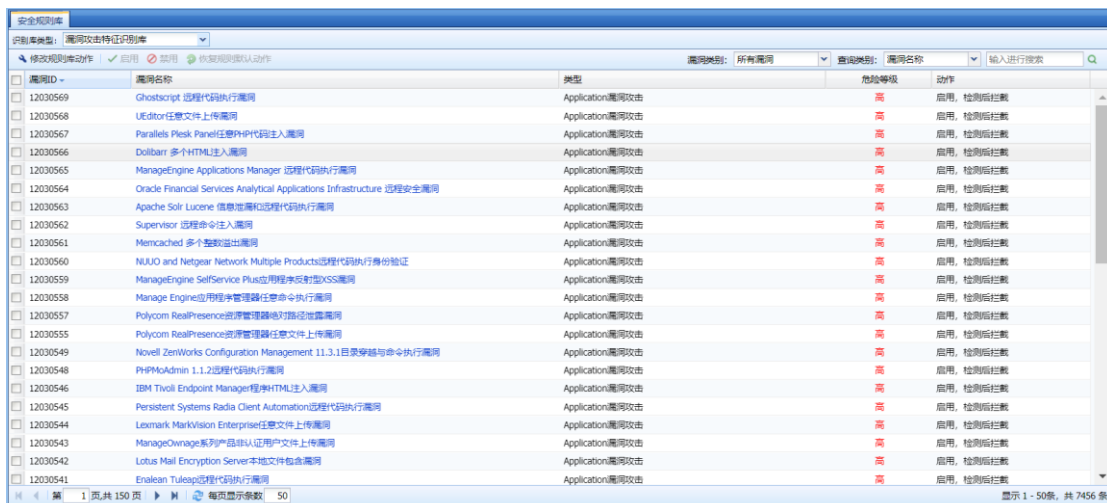 安全规则库
识别库类型: 漏洞攻击特征识别库
修改规则库动作 启用 禁用 恢复规则默认动作 漏洞类别: 所有漏洞 查询类别: 漏洞名称 输入进行搜索
漏洞ID 漏洞名称 类型 危险等级 动作
12030569 Ghostscript 远程代码执行漏洞 Application漏洞攻击 高 启用, 检测后拦截
12030568 UEditor任意文件上传漏洞 Application漏洞攻击 高 启用, 检测后拦截
12030567 Parallels Plesk Panel任意PHP代码注入漏洞 Application漏洞攻击 高 启用, 检测后拦截
12030566 Dolibarr 多个HTML注入漏洞 Application漏洞攻击 高 启用, 检测后拦截
12030565 ManageEngine Applications Manager 远程代码执行漏洞 Application漏洞攻击 高 启用, 检测后拦截
12030564 Oracle Financial Services Analytical Applications Infrastructure 远程安全漏洞 Application漏洞攻击 高 启用, 检测后拦截
12030563 Apache Solr Lucene 信息泄漏和远程代码执行漏洞 Application漏洞攻击 高 启用, 检测后拦截
12030562 Supervisor 远程命令注入漏洞 Application漏洞攻击 高 启用, 检测后拦截
12030561 Memcached 多个整数溢出漏洞 Application漏洞攻击 高 启用, 检测后拦截
12030560 NUUO and Netgear Network Multiple Products远程代码执行身份验证 Application漏洞攻击 高 启用, 检测后拦截
12030559 ManageEngine SelfService Plus应用程序反射型XSS漏洞 Application漏洞攻击 高 启用, 检测后拦截
12030558 Manage Engine应用程序管理器任意命令执行漏洞 Application漏洞攻击 高 启用, 检测后拦截
12030557 Polycom RealPresence资源管理器绝对路径泄露漏洞 Application漏洞攻击 高 启用, 检测后拦截
12030555 Polycom RealPresence资源管理器任意文件上传漏洞 Application漏洞攻击 高 启用, 检测后拦截
12030549 Novell ZenWorks Configuration Management 11.3.1目录穿越与命令执行漏洞 Application漏洞攻击 高 启用, 检测后拦截
12030548 PHPMoAdmin 1.1.2远程代码执行漏洞 Application漏洞攻击 高 启用, 检测后拦截
12030546 IBM Tivoli Endpoint Manager程序HTML注入漏洞 Application漏洞攻击 高 启用, 检测后拦截
12030545 Persistent Systems Radia Client Automation远程代码执行漏洞 Application漏洞攻击 高 启用, 检测后拦截
12030544 Lexmark MarkVision Enterprise任意文件上传漏洞 Application漏洞攻击 高 启用, 检测后拦截
12030543 ManageOwnage系列产品非认证用户文件上传漏洞 Application漏洞攻击 高 启用, 检测后拦截
12030542 Lotus Mail Encryption Server本地文件包含漏洞 Application漏洞攻击 高 启用, 检测后拦截
12030541 Enalean Tuleap远程代码执行漏洞 Application漏洞攻击 高 启用, 检测后拦截
第 1 页,共 150 页 每页显示条数 50 显示 1 - 50条, 共 7456 条